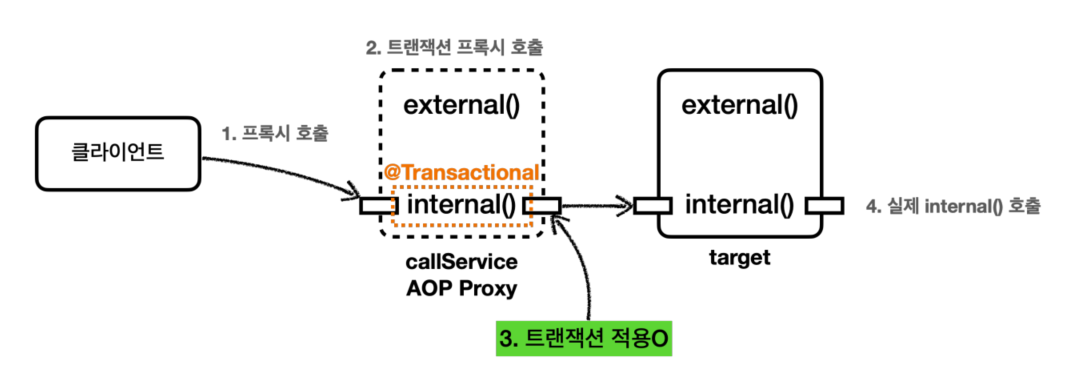 2. 트랜잭션 프록시 호출
external()
external()
클라이언트
1. 프록시 호출
@Transactional
internal()
internal()
4. 실제 internal() 호출
callService
AOP Proxy
target
3. 트랜잭션 적용O